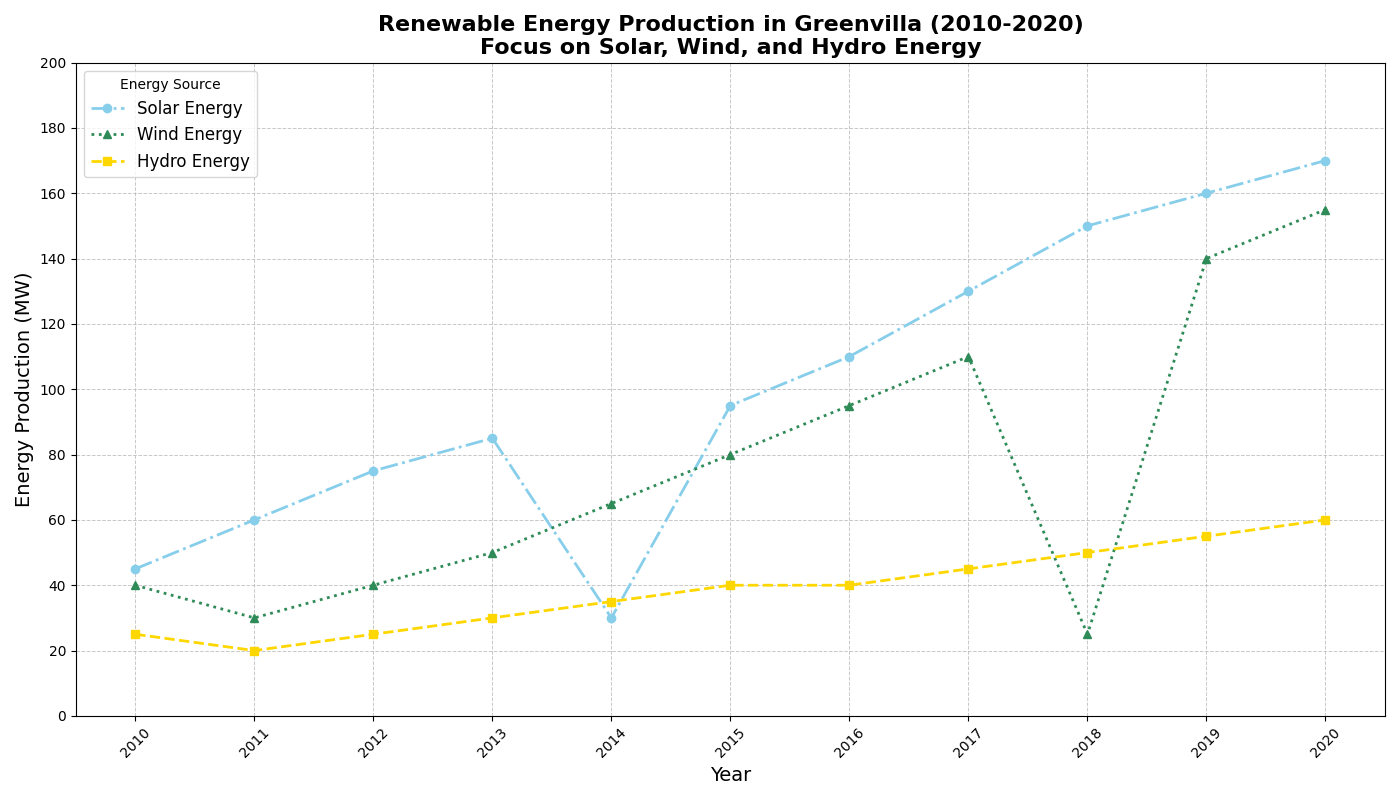 Renewable Energy Production in Greenvilla (2010-2020)
Focus on Solar, Wind, and Hydro Energy
Energy Source
Solar Energy
Wind Energy
Hydro Energy
Energy Production (MW)
200
180
160
140
120
100
80
60
40
20
0
2010
2011
2012
2013
2014
2015
2016
2017
2018
2019
2020
Year